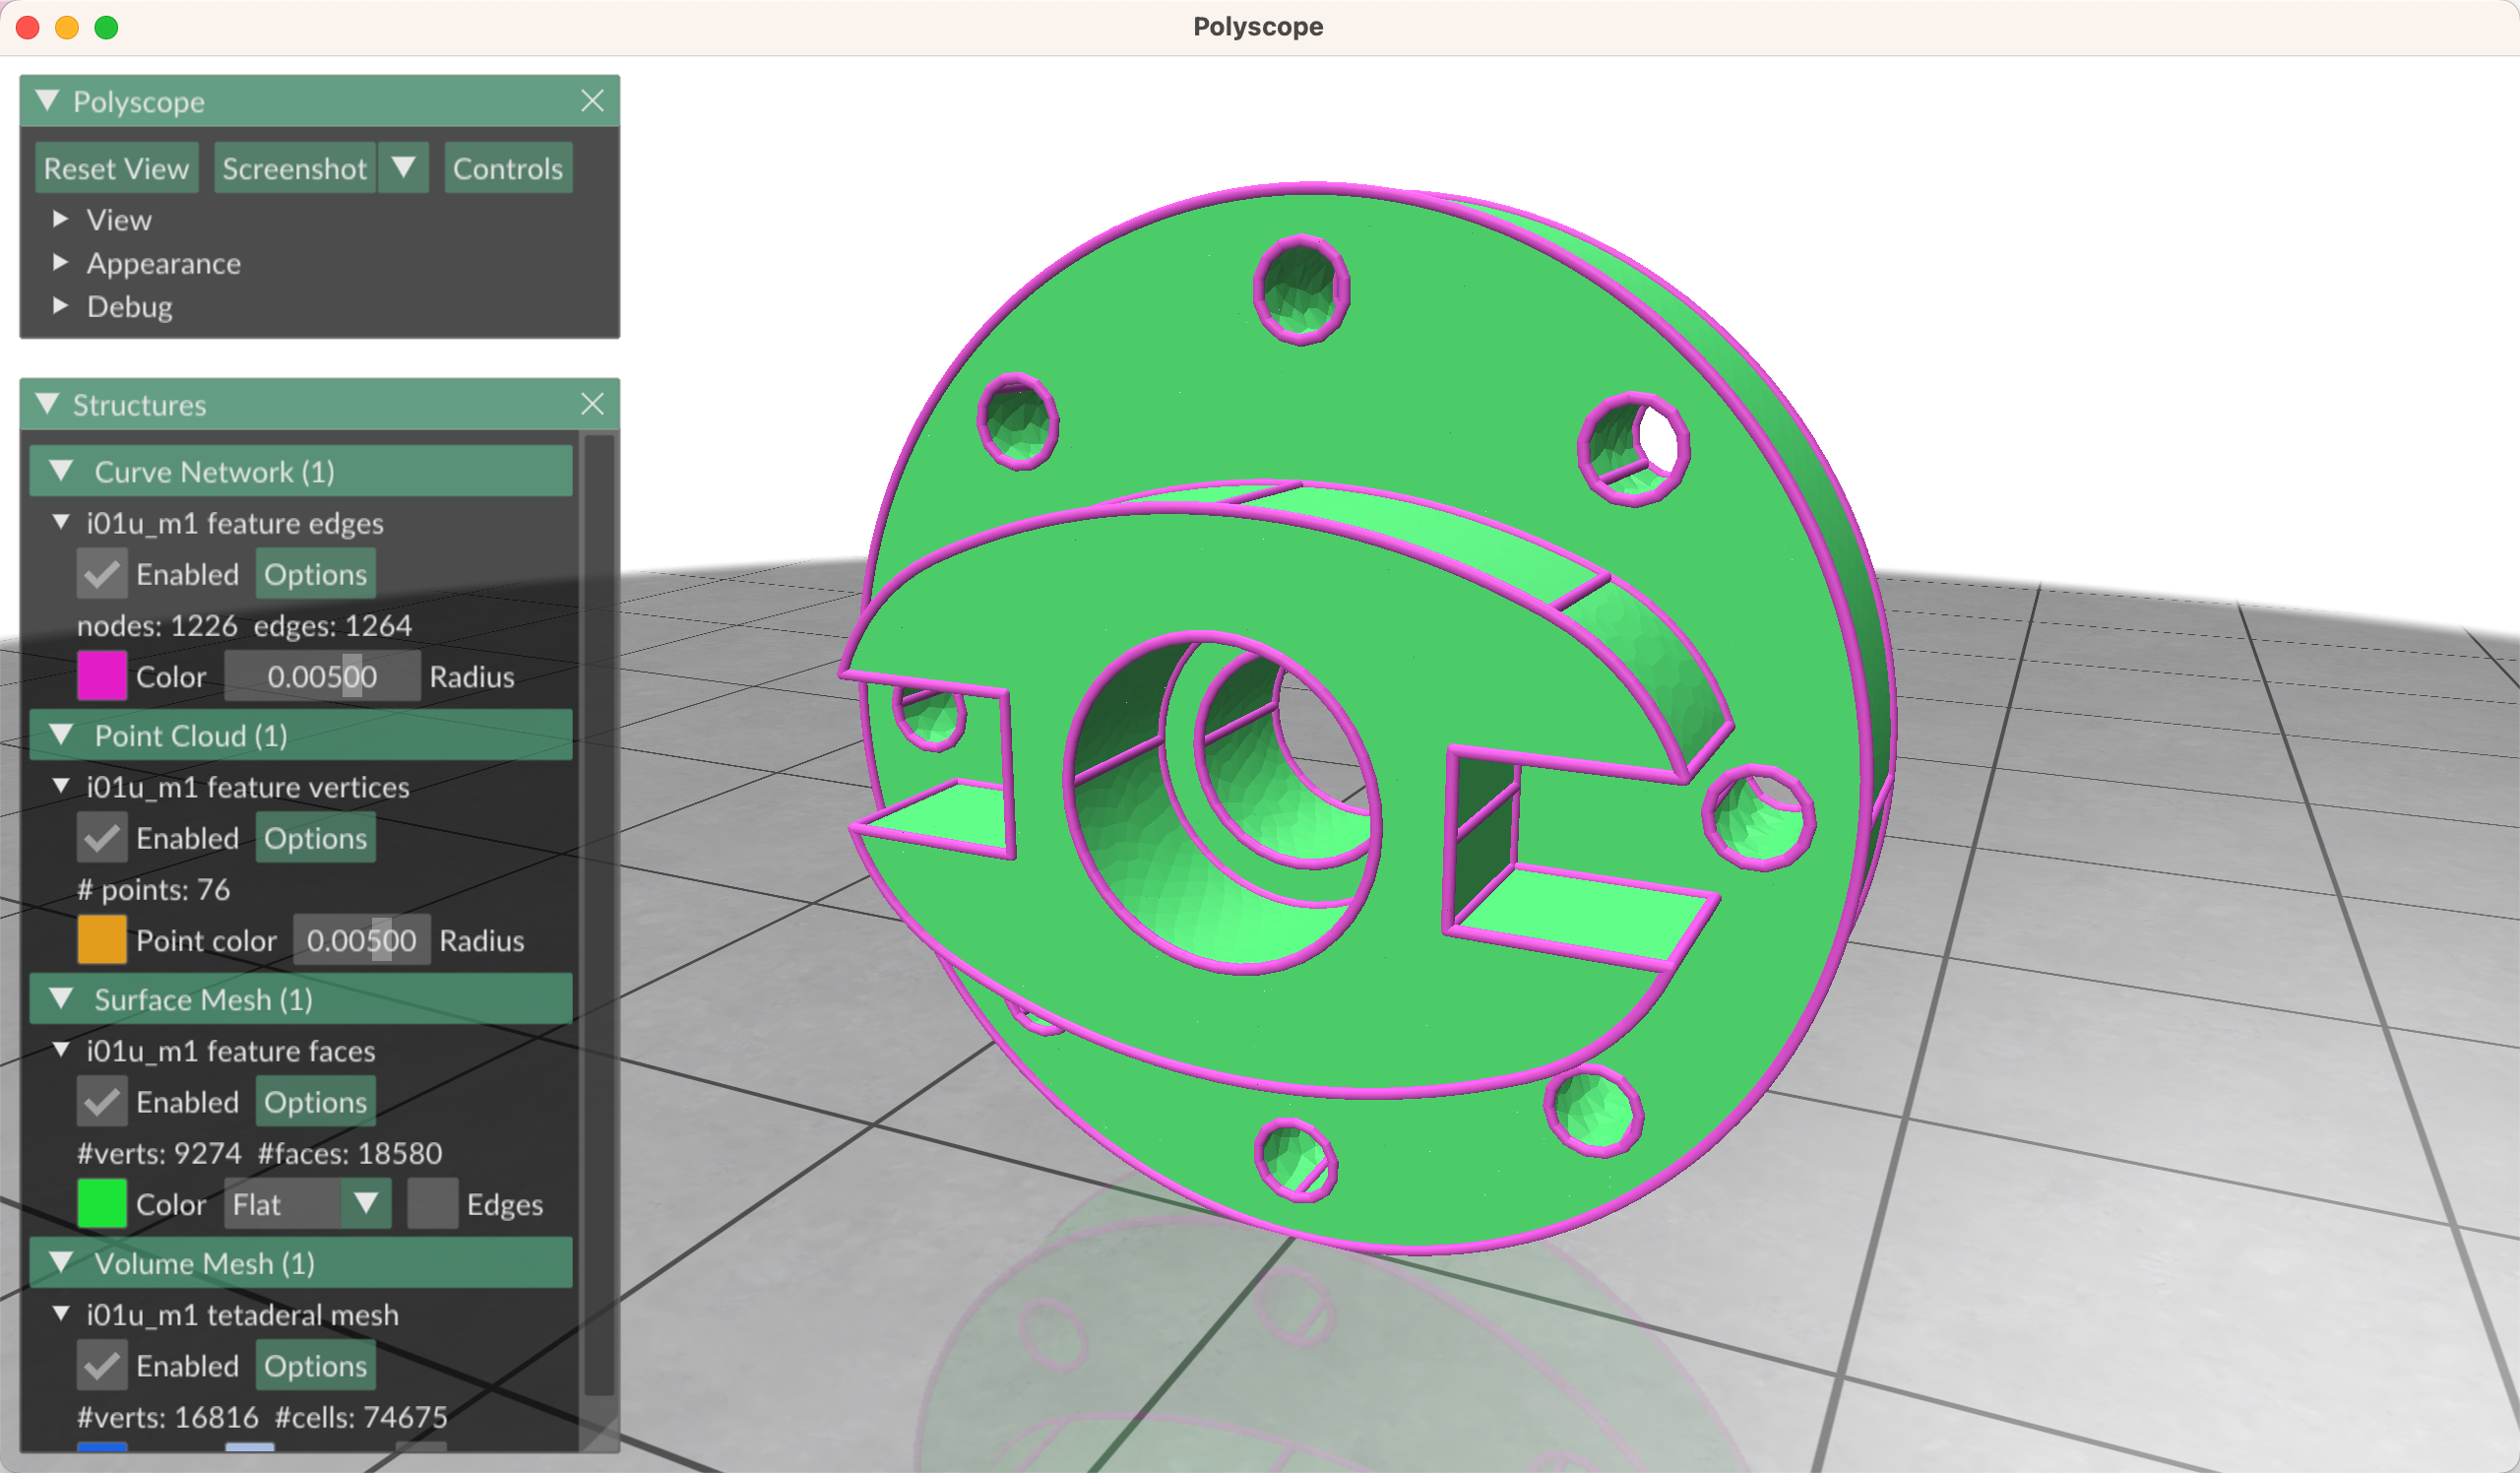 Polyscope
Polyscope
Reset View Screenshot Controls
View
Appearance
Debug
Structures
Curve Network (1)
i01u_m1 feature edges
Enabled Options
nodes: 1226 edges: 1264
Color 0.00500 Radius
Point Cloud (1)
i01u_m1 feature vertices
Enabled Options
# points: 76
Point color 0.00500 Radius
Surface Mesh (1)
i01u_m1 feature faces
Enabled Options
#verts: 9274 #faces: 18580
Color Flat Edges
Volume Mesh (1)
i01u_m1 tetaderal mesh
Enabled Options
#verts: 16816 #cells: 74675